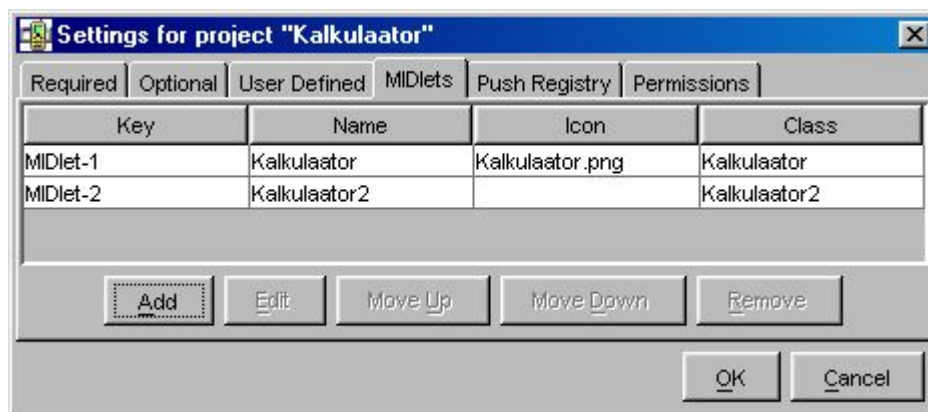 Settings for project "Kalkulaator"
Required Optional User Defined MIDlets Push Registry Permissions
Key Name Icon Class
MIDlet-1 Kalkulaator Kalkulaator.png Kalkulaator
MIDlet-2 Kalkulaator2 Kalkulaator2
Add Edit Move Up Move Down Remove
OK Cancel